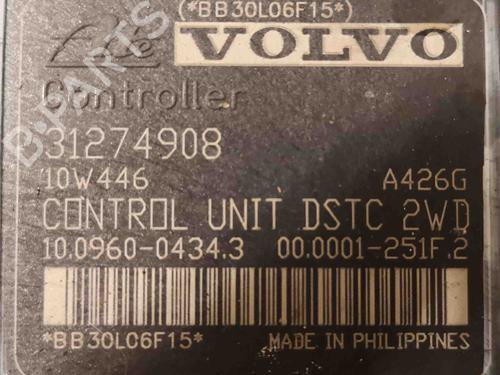 (*BB30L06F15*)
Ate VOLVO
Controller
31274908
10W446 A426G
CONTROL UNIT DSTC 2WD
10.0960-0434.3 00.0001-251F.2
*BB30L06F15* MADE IN PHILIPPINES
B-PARTS